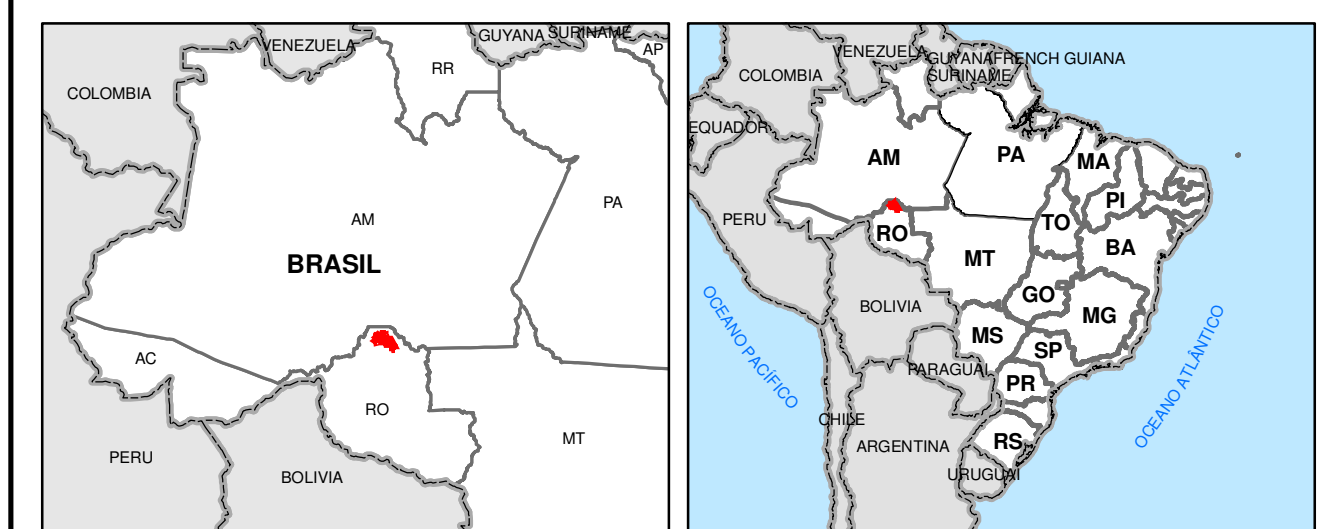 VENEZUELA
GUYANA
SURINAME
AP
RR
COLOMBIA
PA
AM
BRASIL
AC
RO
MT
PERU
BOLIVIA
VENEZUELA
GUYANA
FRENCH GUIANA
COLOMBIA
SURINAME
EQUADOR
AM
PA
MA
PI
PERU
TO
RO
BA
MT
GO
BOLIVIA
MG
MS
SP
PARAGUAI
PR
OCEANO PACÍFICO
OCEANO ATLÂNTICO
CHILE
ARGENTINA
RS
URUGUAI